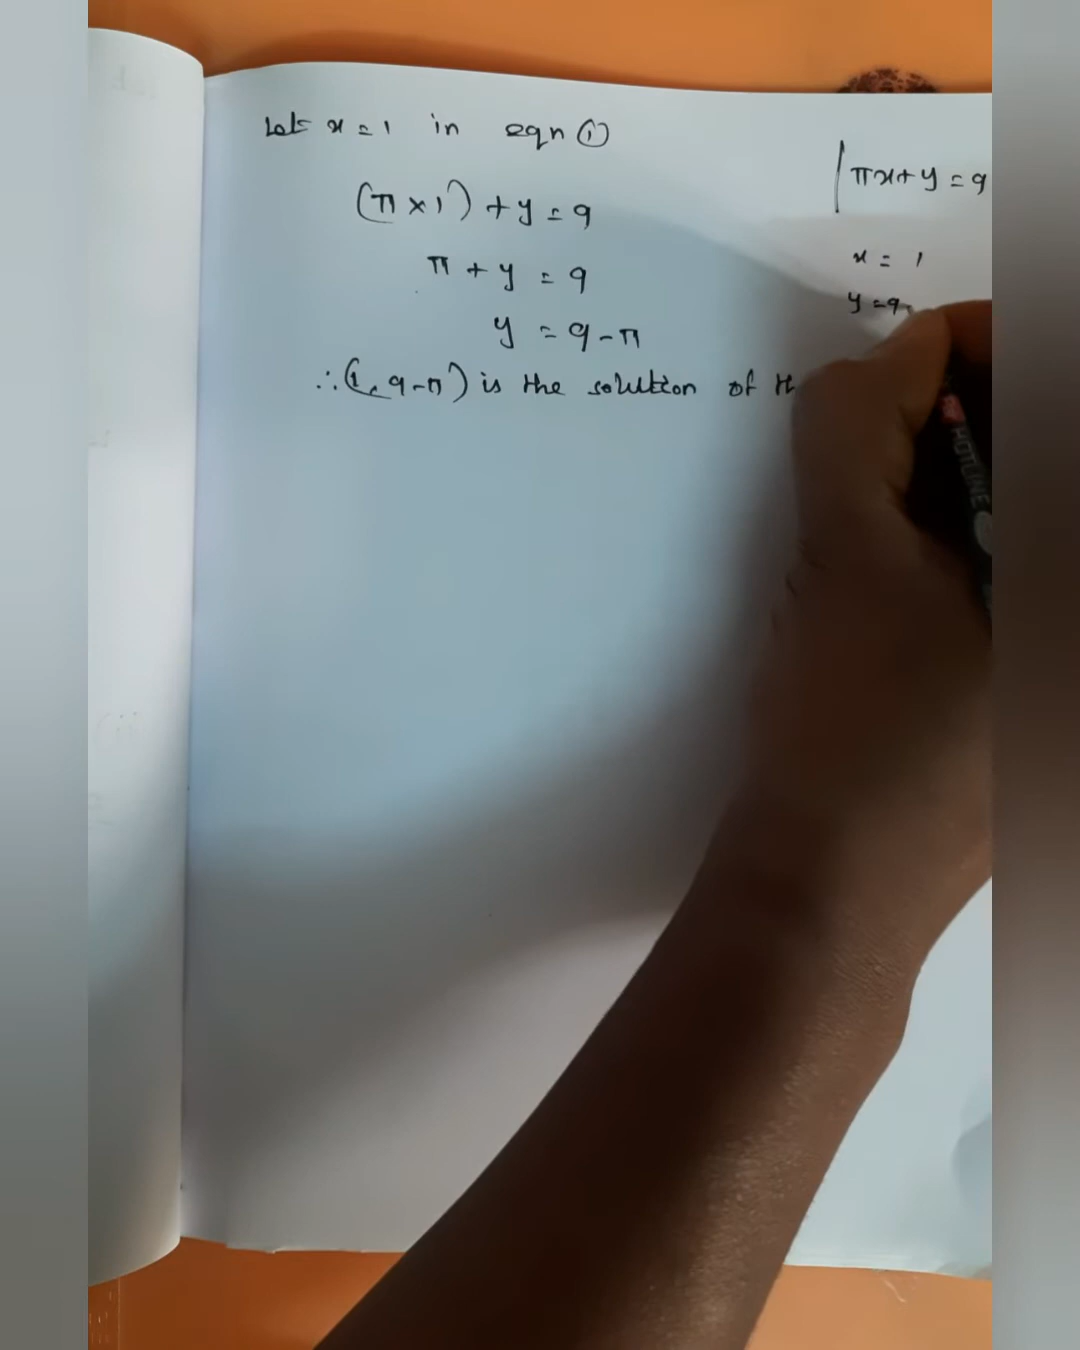 Let x = 1 in eqn ①
(π × 1) + y = 9
π + y = 9
y = 9 - π
∴ (1, 9-π) is the solution of
πx + y = 9
x = 1
y = 9
HOTLINE